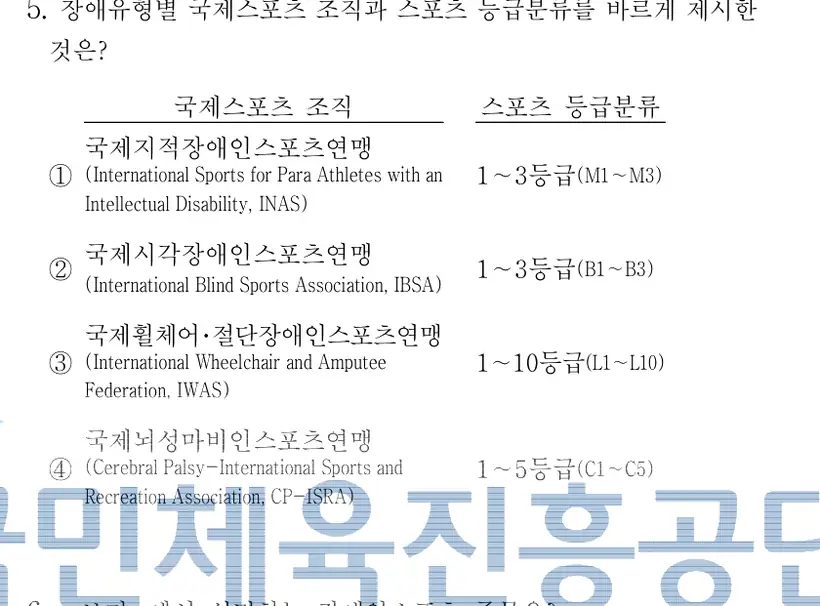 5. 장애유형별 국제스포츠 조직과 스포츠 등급분류를 바르게 제시한
것은?
국제스포츠 조직 스포츠 등급분류
국제지적장애인스포츠연맹
① (International Sports for Para Athletes with an 1~3등급(M1~M3)
Intellectual Disability, INAS)
국제시각장애인스포츠연맹
② 1~3등급(B1~B3)
(International Blind Sports Association, IBSA)
국제휠체어·절단장애인스포츠연맹
③ (International Wheelchair and Amputee 1~10등급(L1~L10)
Federation, IWAS)
국제뇌성마비인스포츠연맹
④ (Cerebral Palsy-International Sports and 1~5등급(C1~C5)
Recreation Association, CP-ISRA)
국민체육진흥공단